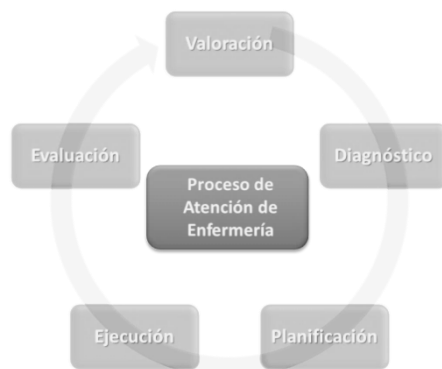 Valoración
Evaluación
Diagnóstico
Proceso de
Atención de
Enfermería
Ejecución
Planificación